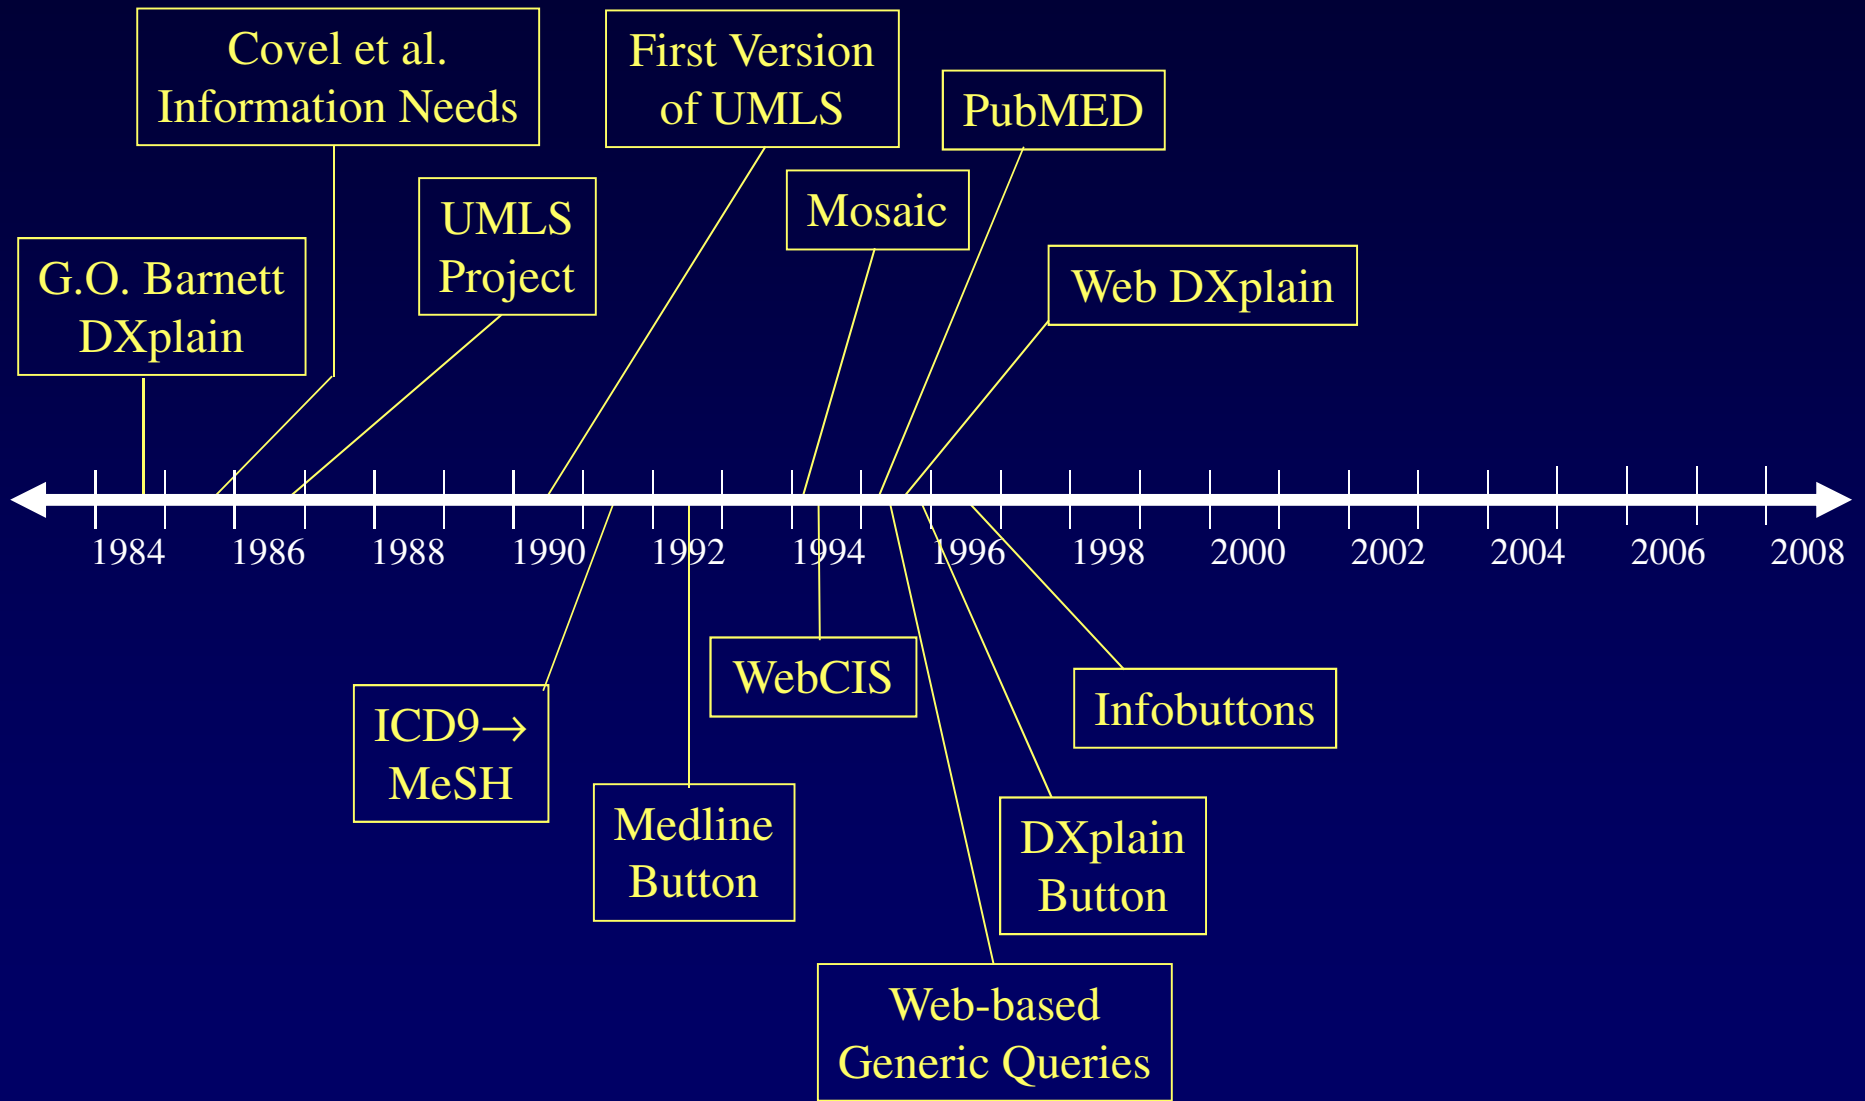 Covel et al.
Information Needs
First Version
of UMLS
PubMED
UMLS
Project
Mosaic
G.O. Barnett
DXplain
Web DXplain
1984 1986 1988 1990 1992 1994 1996 1998 2000 2002 2004 2006 2008
WebCIS
ICD9→
MeSH
Infobuttons
Medline
Button
DXplain
Button
Web-based
Generic Queries